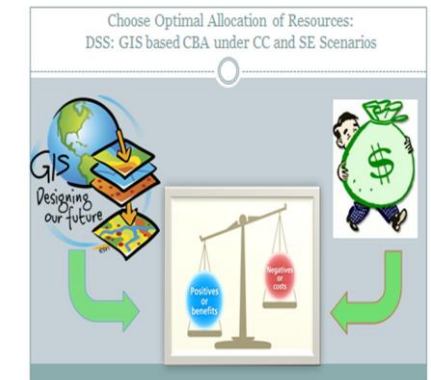 Choose Optimal Allocation of Resources:
DSS: GIS based CBA under CC and SE Scenarios
GIS
Designing
our future
esri
$
Positives
or
benefits
Negatives
or
costs